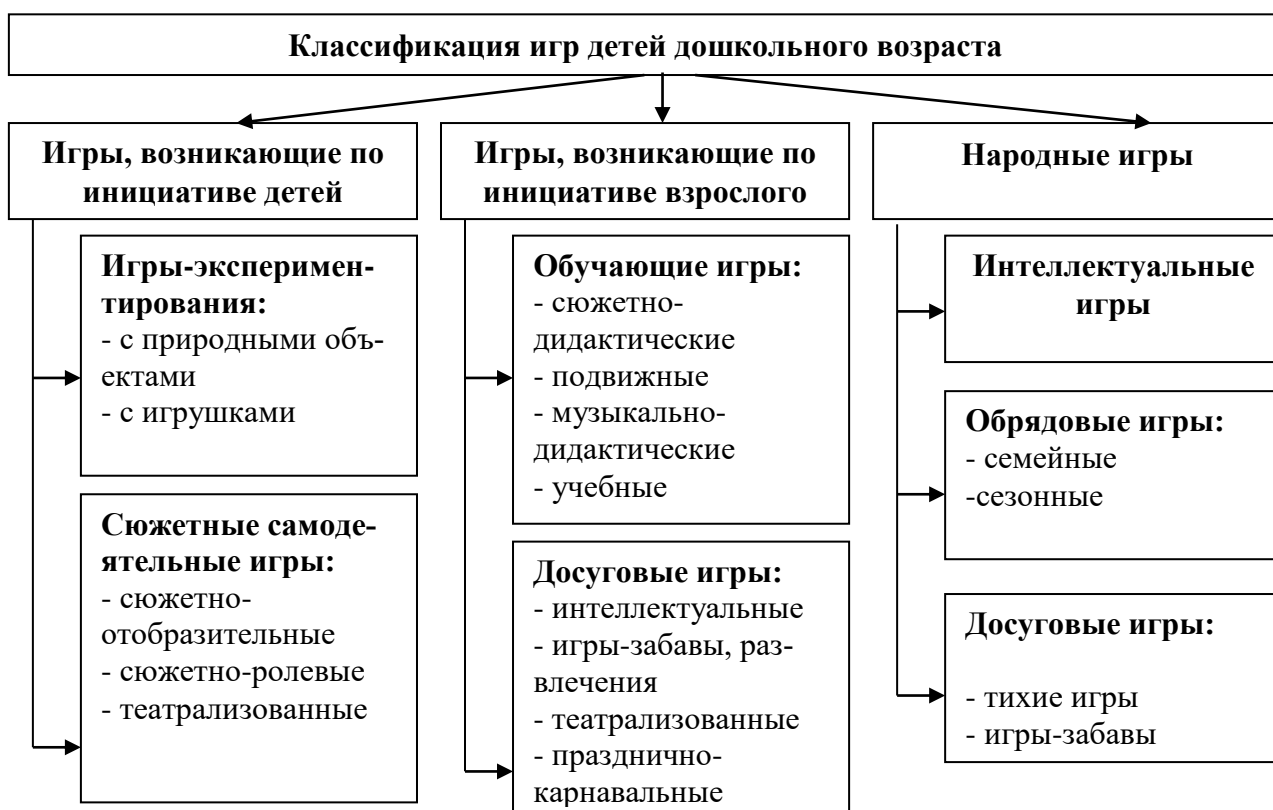 Классификация игр детей дошкольного возраста
Игры, возникающие по
инициативе детей
Игры-эксперимен-
тирования:
- с природными объ-
ектами
- с игрушками
Сюжетные самоде-
ятельные игры:
- сюжетно-
отобразительные
- сюжетно-ролевые
- театрализованные
Игры, возникающие по
инициативе взрослого
Обучающие игры:
- сюжетно-
дидактические
- подвижные
- музыкально-
дидактические
- учебные
Досуговые игры:
- интеллектуальные
- игры-забавы, раз-
влечения
- театрализованные
- празднично-
карнавальные
Народные игры
Интеллектуальные
игры
Обрядовые игры:
- семейные
-сезонные
Досуговые игры:
- тихие игры
- игры-забавы